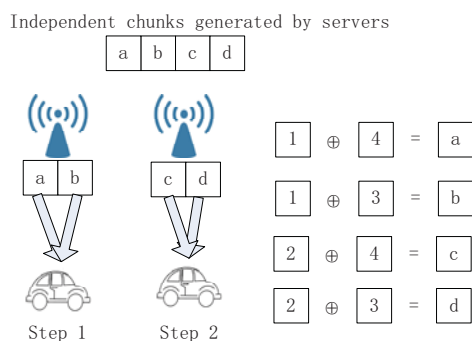 Independent chunks generated by servers
a b c d
a b
c d
Step 1
Step 2
1 ⊕ 4 = a
1 ⊕ 3 = b
2 ⊕ 4 = c
2 ⊕ 3 = d